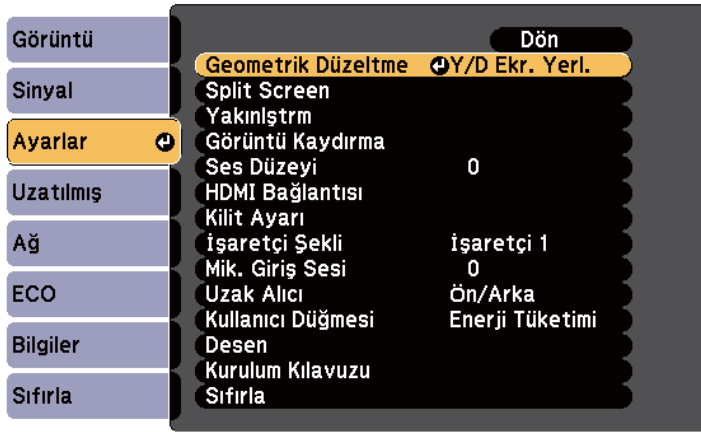 Görüntü
Sinyal
Ayarlar
Uzatılmış
Ağ
ECO
Bilgiler
Sıfırla
Dön
Geometrik Düzeltme Y/D Ekr. Yerl.
Split Screen
Yakınlştrm
Görüntü Kaydırma
Ses Düzeyi 0
HDMI Bağlantısı
Kilit Ayarı
İşaretçi Şekli İşaretçi 1
Mik. Giriş Sesi 0
Uzak Alıcı Ön/Arka
Kullanıcı Düğmesi Enerji Tüketimi
Desen
Kurulum Kılavuzu
Sıfırla